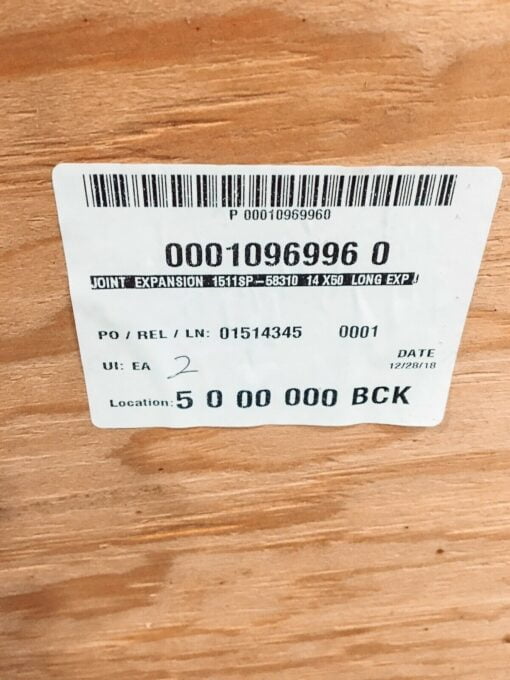 P 00010969960
0001096996 0
JOINT EXPANSION 1511SP-58310 14 X60 LONG EXP J
PO / REL / LN: 01514345 0001
UI: EA 2
DATE
12/28/18
Location: 5 0 00 000 BCK